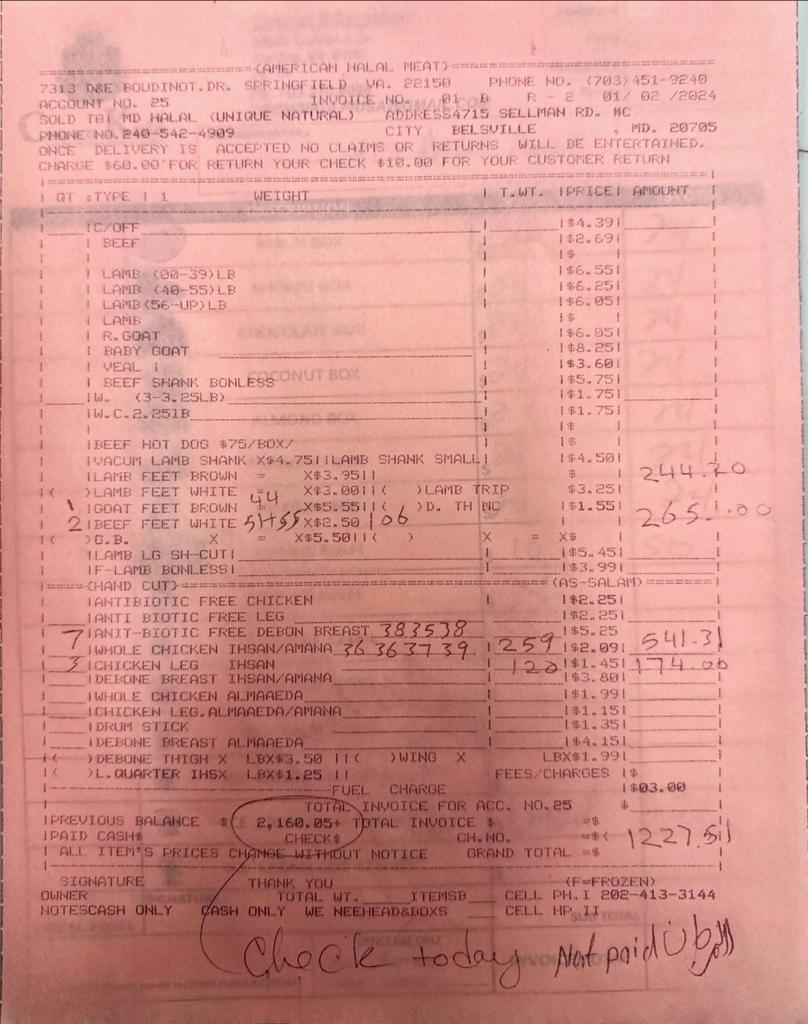 (AMERICAN HALAL MEAT)
7313 D&E BOUDINOT.DR. SPRINGFIELD VA. 22150 PHONE NO. (703)451-9240
ACCOUNT NO. 25 INVOICE NO. 01 D R - 2 01/ 02 /2024
SOLD TO: MD HALAL (UNIQUE NATURAL) ADDRESS4715 SELLMAN RD. MC
PHONE NO.240-542-4909 CITY BELSVILLE , MD. 20705
ONCE DELIVERY IS ACCEPTED NO CLAIMS OR RETURNS WILL BE ENTERTAINED.
CHARGE $60.00 FOR RETURN YOUR CHECK $10.00 FOR YOUR CUSTOMER RETURN
QT :TYPE | 1 WEIGHT | T.WT. |PRICE| AMOUNT
|C/OFF |$4.39|
| BEEF |$2.69|
| |$
| LAMB (00-39)LB |$6.55|
| LAMB (40-55)LB |$6.25|
| LAMB(56-UP)LB |$6.05|
| LAMB |$
| R.GOAT |$6.05|
| BABY GOAT |$8.25|
| VEAL | |$3.60|
| BEEF SHANK BONLESS |$5.75|
|W. (3-3.25LB) |$1.75|
|W.C.2.25lB |$1.75|
|$
|BEEF HOT DOG $75/BOX/ |$
|VACUM LAMB SHANK X$4.75||LAMB SHANK SMALL| |$4.50|
|LAMB FEET BROWN = X$3.95|| $ 244.20
|( )LAMB FEET WHITE = X$3.00||( )LAMB TRIP $3.25|
1 |GOAT FEET BROWN 44 X$5.55||( )D. TH MC |$1.55| 265.00
2 |BEEF FEET WHITE 51+55 X$2.50 106
|( )G.B. X = X$5.50||( ) X = X$
|LAMB LG SH-CUT| |$5.45|
|F-LAMB BONLESS| |$3.99|
(HAND CUT) (AS-SALAM)
|ANTIBIOTIC FREE CHICKEN |$2.25|
|ANTI BIOTIC FREE LEG |$2.25|
|ANIT-BIOTIC FREE DEBON BREAST 38 35 38 |$5.25
7 |WHOLE CHICKEN IHSAN/AMANA 36 36 37 39 | 259 |$2.09| 541.31
3 |CHICKEN LEG IHSAN | 120 |$1.45| 174.00
|DEBONE BREAST IHSAN/AMANA |$3.80|
|WHOLE CHICKEN ALMAAEDA |$1.99|
|CHICKEN LEG.ALMAAEDA/AMANA |$1.15|
|DRUM STICK |$1.35|
|DEBONE BREAST ALMAAEDA |$4.15|
|( )DEBONE THIGH X LBX$3.50 ||( )WING X LBX$1.99|
|( )L.QUARTER IHSX LBX$1.25 || FEES/CHARGES |$
FUEL CHARGE |$03.00
TOTAL INVOICE FOR ACC. NO.25 $
|PREVIOUS BALANCE $ 2,160.05+ TOTAL INVOICE $ =$
|PAID CASH$ CHECK$ CH.NO. =$( 1227.51
| ALL ITEM'S PRICES CHANGE WITHOUT NOTICE GRAND TOTAL =$
SIGNATURE THANK YOU (F=FROZEN)
OWNER TOTAL WT. ITEMSB CELL PH.I 202-413-3144
NOTESCASH ONLY CASH ONLY WE NEEHEAD&BOXS CELL HP.II
Check today Not paid